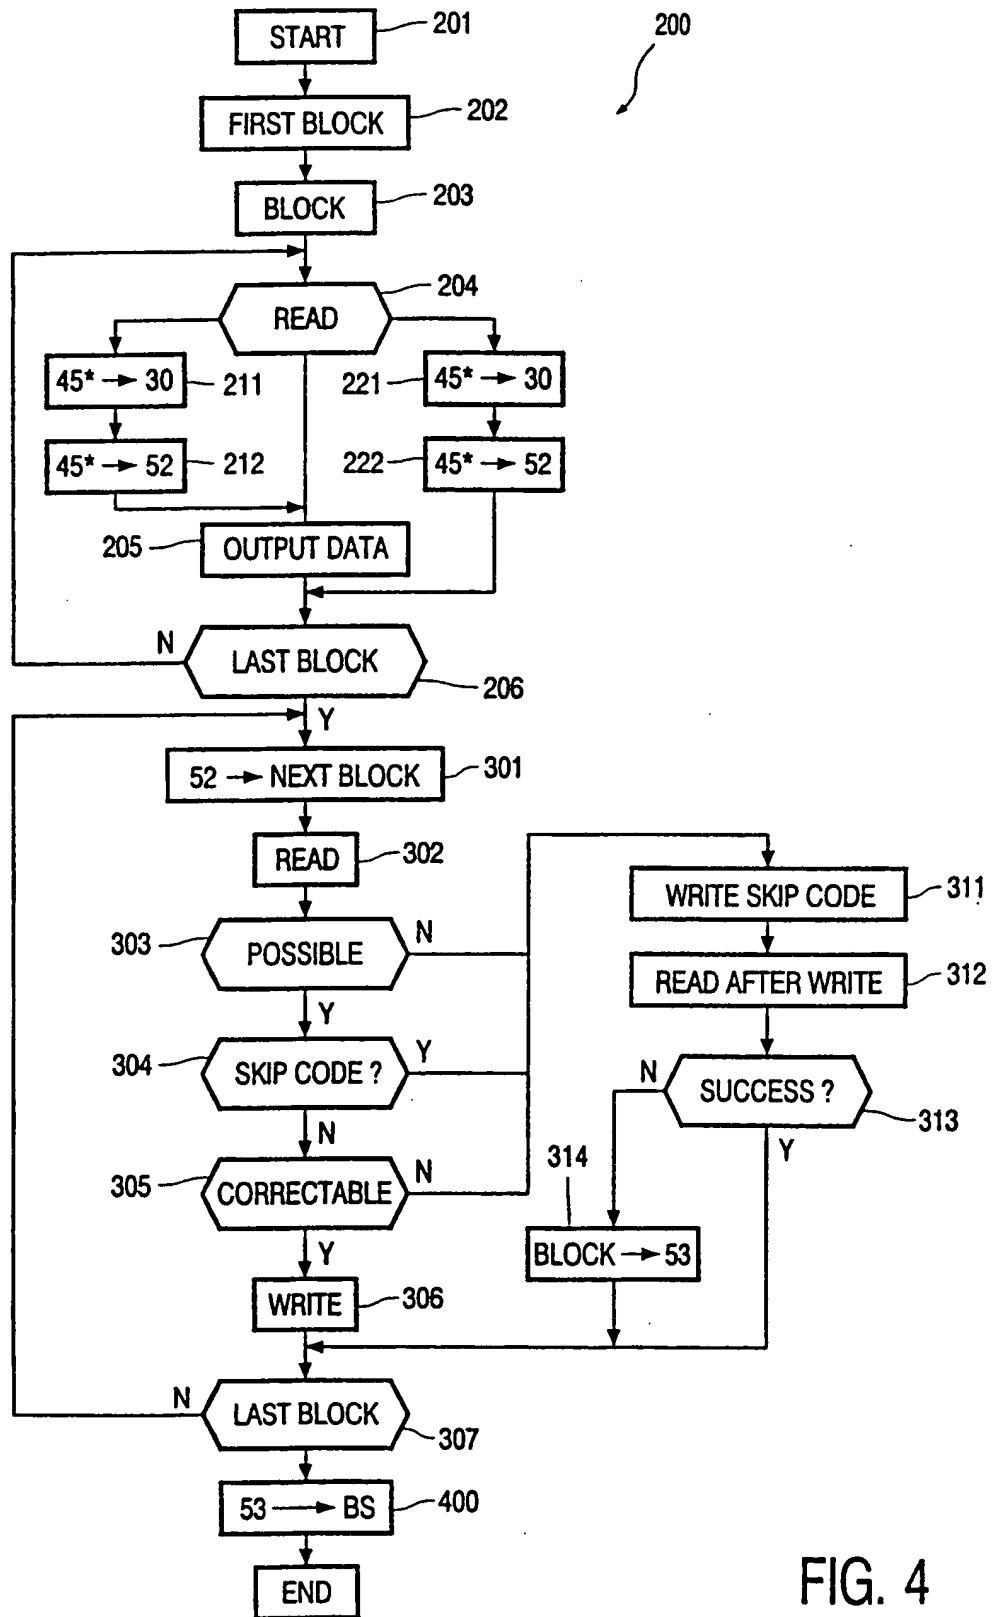 START
201
200
FIRST BLOCK
202
BLOCK
203
READ
204
45* → 30
211
221
45* → 30
45* → 52
212
222
45* → 52
205
OUTPUT DATA
N
LAST BLOCK
206
Y
52 → NEXT BLOCK
301
READ
302
303
POSSIBLE
N
Y
304
SKIP CODE ?
Y
N
305
CORRECTABLE
N
Y
WRITE
306
WRITE SKIP CODE
311
READ AFTER WRITE
312
N
SUCCESS ?
313
Y
314
BLOCK → 53
N
LAST BLOCK
307
53 → BS
400
END
FIG. 4